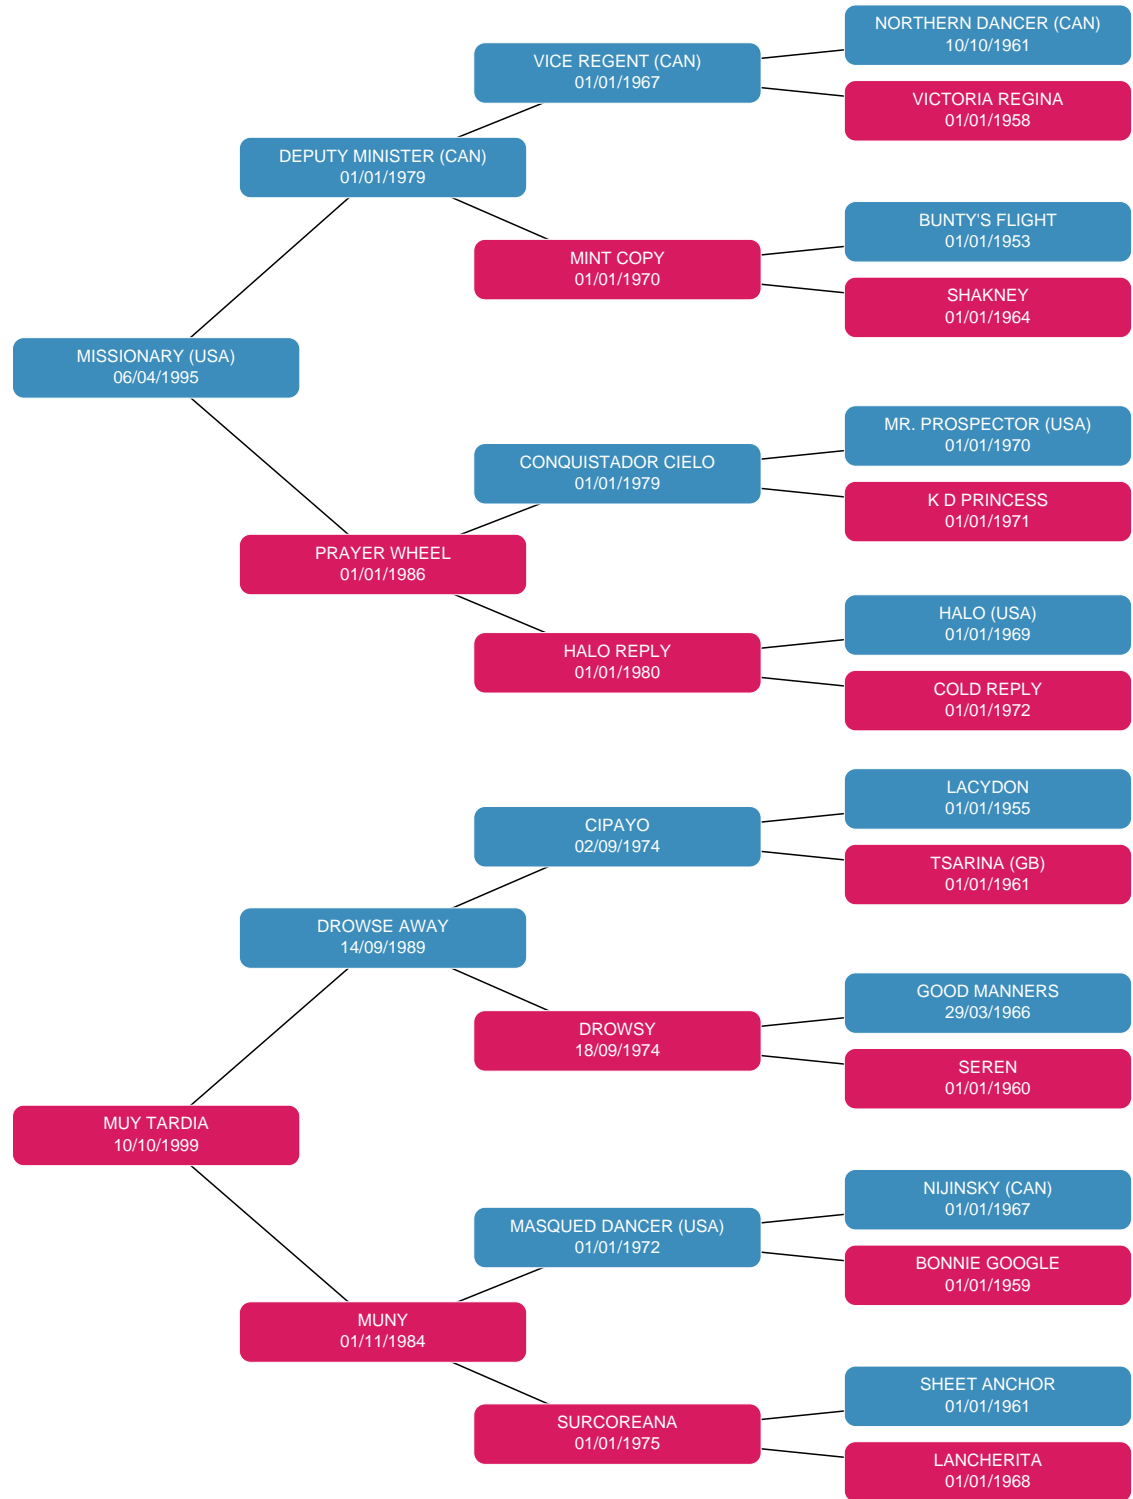 NORTHERN DANCER (CAN)
10/10/1961
VICE REGENT (CAN)
01/01/1967
VICTORIA REGINA
01/01/1958
DEPUTY MINISTER (CAN)
01/01/1979
BUNTY'S FLIGHT
01/01/1953
MINT COPY
01/01/1970
SHAKNEY
01/01/1964
MISSIONARY (USA)
06/04/1995
MR. PROSPECTOR (USA)
01/01/1970
CONQUISTADOR CIELO
01/01/1979
K D PRINCESS
01/01/1971
PRAYER WHEEL
01/01/1986
HALO (USA)
01/01/1969
HALO REPLY
01/01/1980
COLD REPLY
01/01/1972
LACYDON
01/01/1955
CIPAYO
02/09/1974
TSARINA (GB)
01/01/1961
DROWSE AWAY
14/09/1989
GOOD MANNERS
29/03/1966
DROWSY
18/09/1974
SEREN
01/01/1960
MUY TARDIA
10/10/1999
NIJINSKY (CAN)
01/01/1967
MASQUED DANCER (USA)
01/01/1972
BONNIE GOOGLE
01/01/1959
MUNY
01/11/1984
SHEET ANCHOR
01/01/1961
SURCOREANA
01/01/1975
LANCHERITA
01/01/1968